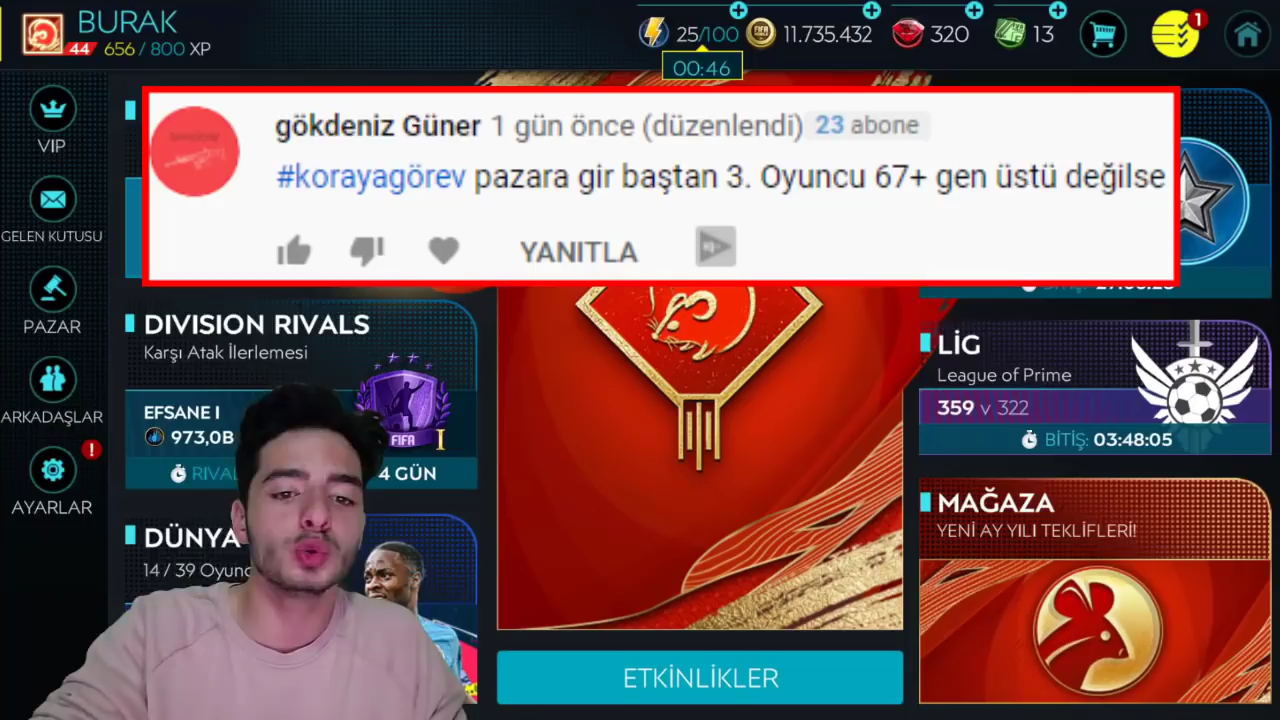 BURAK
44 656 / 800 XP
25/100
00:46
11.735.432
320
13
1
VIP
GELEN KUTUSU
PAZAR
ARKADAŞLAR
!
AYARLAR
gökdeniz Güner 1 gün önce (düzenlendi) 23 abone
#korayagörev pazara gir baştan 3. Oyuncu 67+ gen üstü değilse
YANITLA
DIVISION RIVALS
Karşı Atak İlerlemesi
EFSANE I
973,0B
FIFA
I
RIVAL
4 GÜN
DÜNYA
14 / 39 Oyunc
LİG
League of Prime
359 v 322
BİTİŞ: 03:48:05
MAĞAZA
YENİ AY YILI TEKLİFLERİ!
ETKİNLİKLER